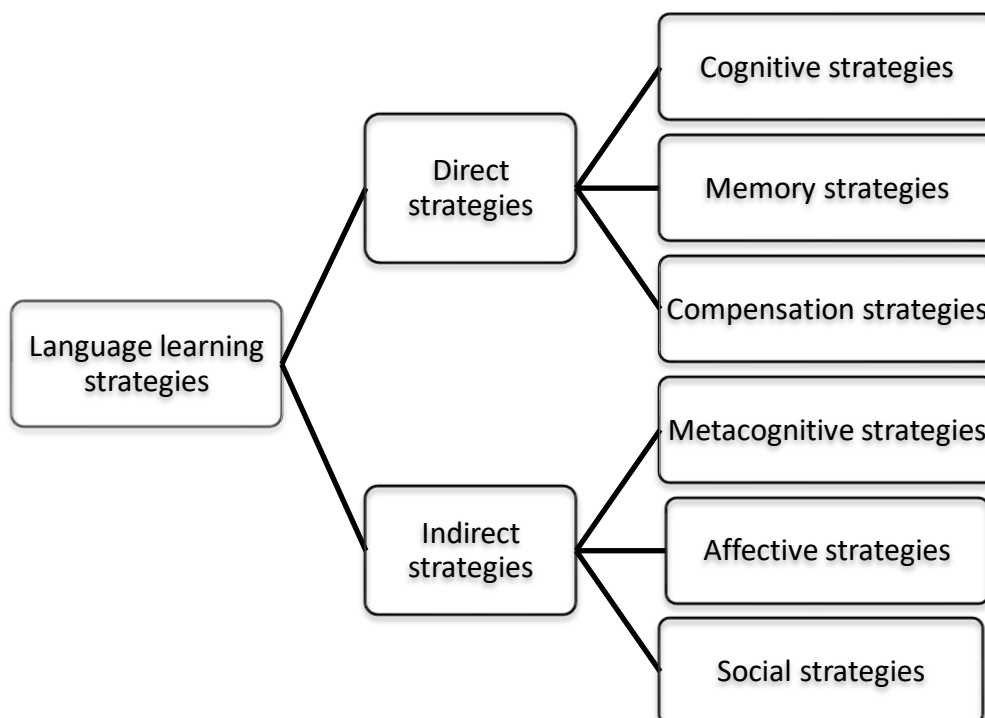 Language learning
strategies
Direct
strategies
Cognitive strategies
Memory strategies
Compensation strategies
Indirect
strategies
Metacognitive strategies
Affective strategies
Social strategies